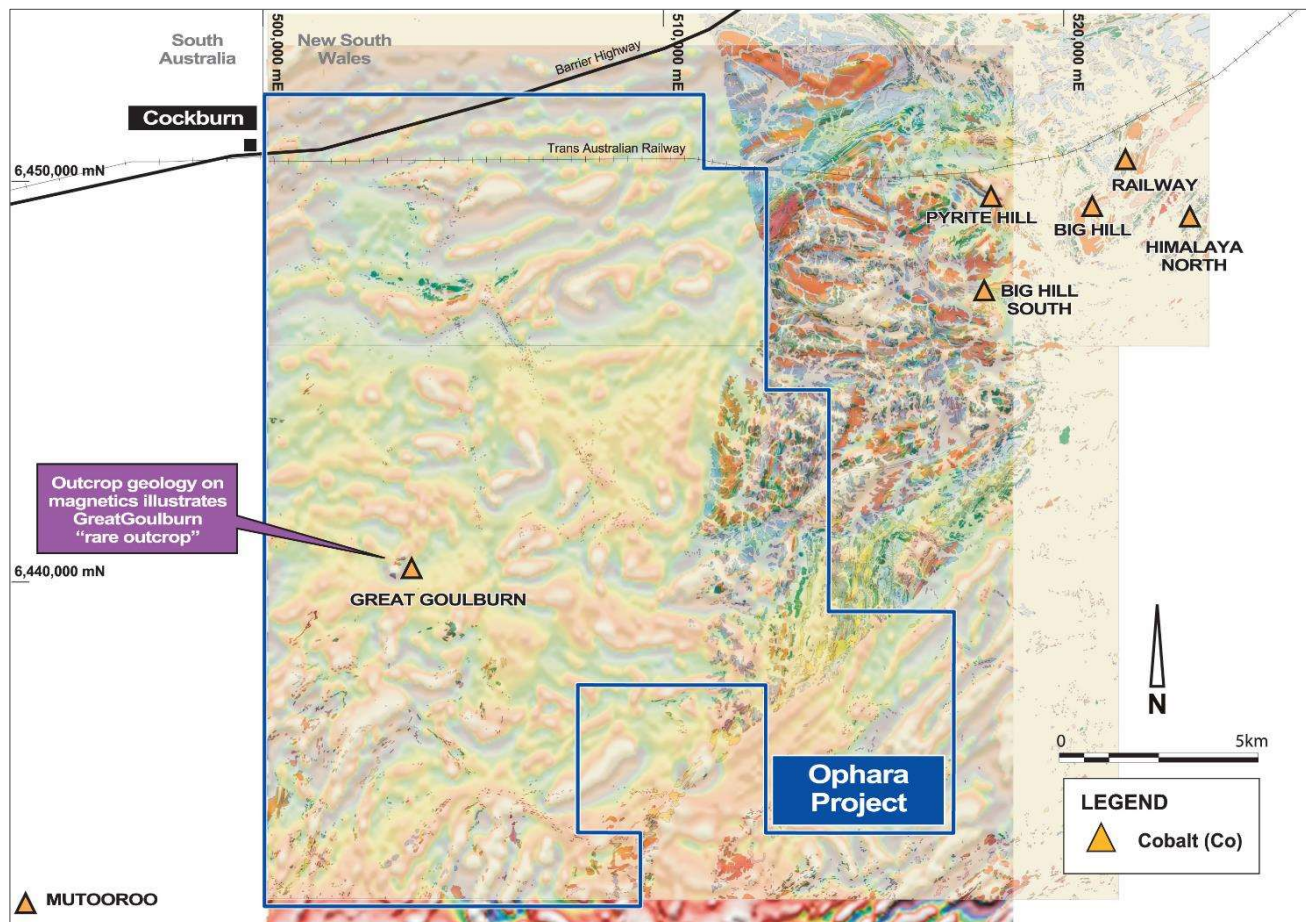 South
Australia
New South
Wales
500,000 mE
510,000 mE
520,000 mE
Barrier Highway
Cockburn
Trans Australian Railway
6,450,000 mN
RAILWAY
PYRITE HILL
BIG HILL
HIMALAYA
NORTH
BIG HILL
SOUTH
Outcrop geology on
magnetics illustrates
GreatGoulburn
“rare outcrop”
6,440,000 mN
GREAT GOULBURN
N
0
5km
Ophara
Project
LEGEND
Cobalt (Co)
MUTOOROO